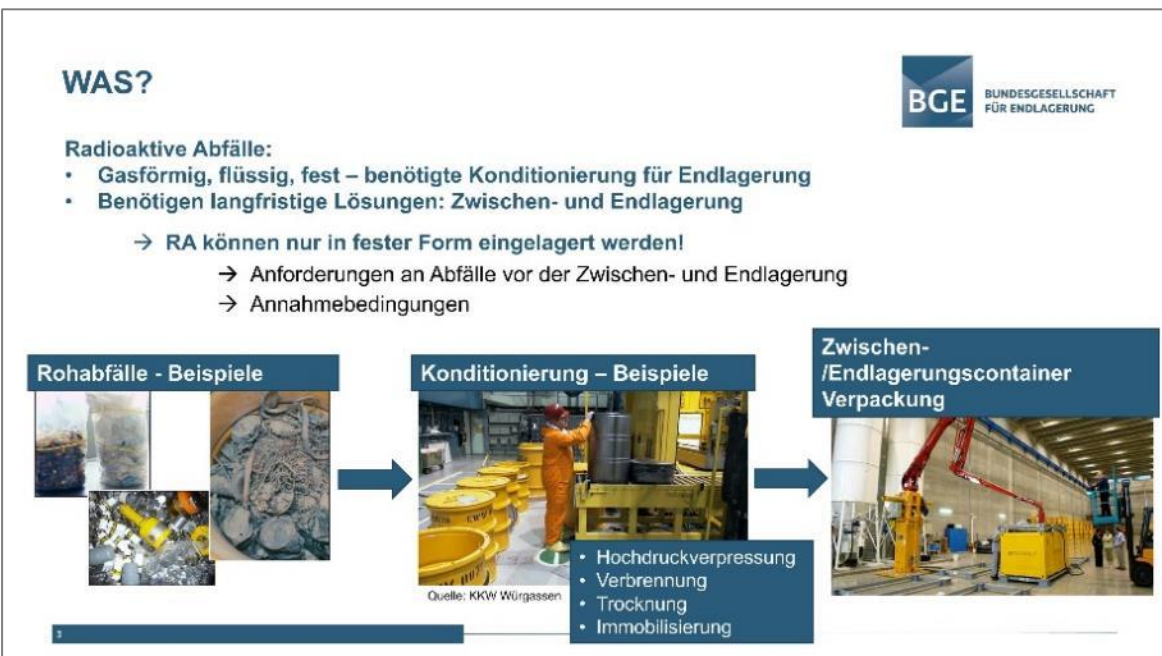 WAS?
BGE
BUNDESGESELLSCHAFT
FÜR ENDLAGERUNG
Radioaktive Abfälle:
• Gasförmig, flüssig, fest – benötigte Konditionierung für Endlagerung
• Benötigen langfristige Lösungen: Zwischen- und Endlagerung
→ RA können nur in fester Form eingelagert werden!
→ Anforderungen an Abfälle vor der Zwischen- und Endlagerung
→ Annahmebedingungen
Rohabfälle - Beispiele
Konditionierung – Beispiele
Zwischen-
/Endlagerungscontainer
Verpackung
• Hochdruckverpressung
• Verbrennung
• Trocknung
• Immobilisierung
Quelle: KKW Würgassen
3